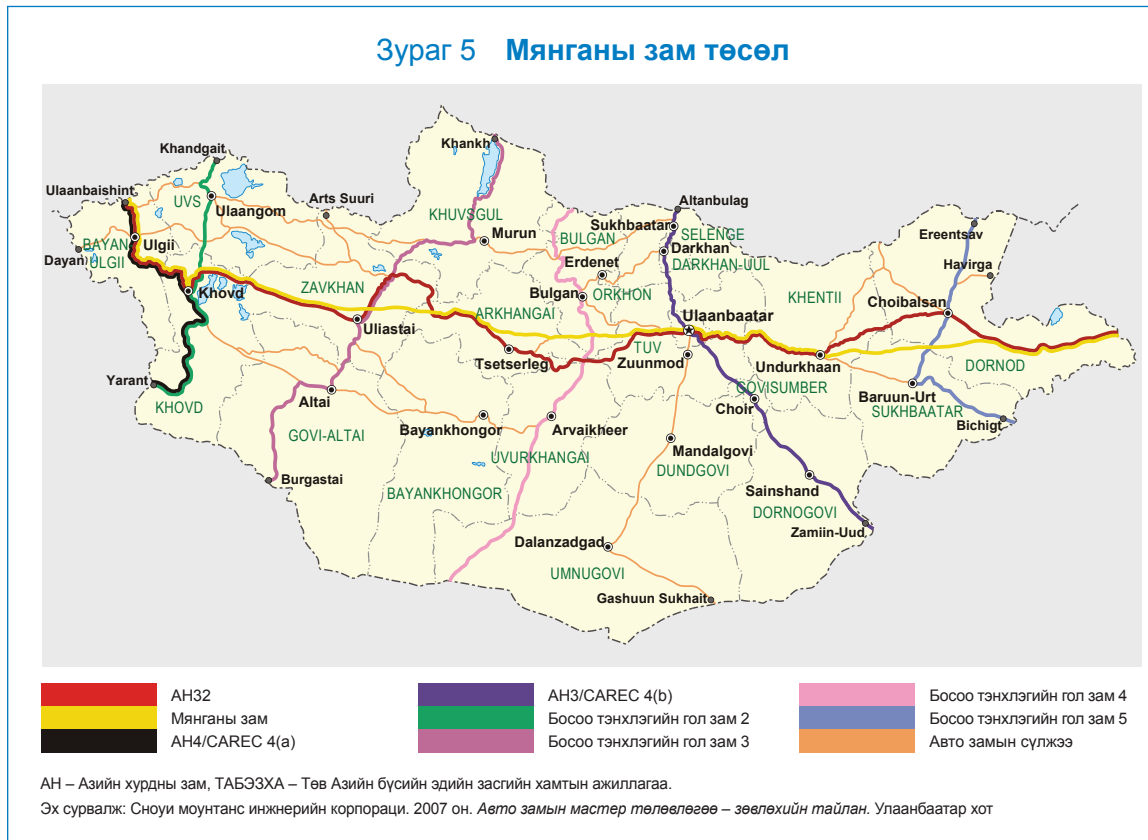 Зураг 5 Мянганы зам төсөл
Khankh
Khandgait
Ulaanbaishint
UVS
Ulaangom
Arts Suuri
KHUVSGUL
Altanbulag
Sukhbaatar
SELENGE
Ereentsav
BAYAN
ULGII
Ulgii
Dayan
Murun
BULGAN
Darkhan
DARKHAN-UUL
Havirga
Erdenet
Khovd
ZAVKHAN
Bulgan
ORKHON
KHENTII
Choibalsan
ARKHANGAI
Ulaanbaatar
Uliastai
TUV
Tsetserleg
Zuunmod
Undurkhaan
DORNOD
Yarant
KHOVD
Altai
GOVISUMBER
Choir
Baruun-Urt
SUKHBAATAR
Bichigt
GOVI-ALTAI
Bayankhongor
Arvaikheer
UVURKHANGAI
Mandalgovi
DUNDGOVI
Burgastai
BAYANKHONGOR
Sainshand
DORNOGOVI
Zamiin-Uud
Dalanzadgad
UMNUGOVI
Gashuun Sukhait
АН32
Мянганы зам
АН4/CAREC 4(a)
АН3/CAREC 4(b)
Босоо тэнхлэгийн гол зам 2
Босоо тэнхлэгийн гол зам 3
Босоо тэнхлэгийн гол зам 4
Босоо тэнхлэгийн гол зам 5
Авто замын сүлжээ
АН – Азийн хурдны зам, ТАБЭЗХА – Төв Азийн бүсийн эдийн засгийн хамтын ажиллагаа.
Эх сурвалж: Сноуи моунтанс инжнерийн корпораци. 2007 он. Авто замын мастер төлөвлөгөө – зөвлөхийн тайлан. Улаанбаатар хот